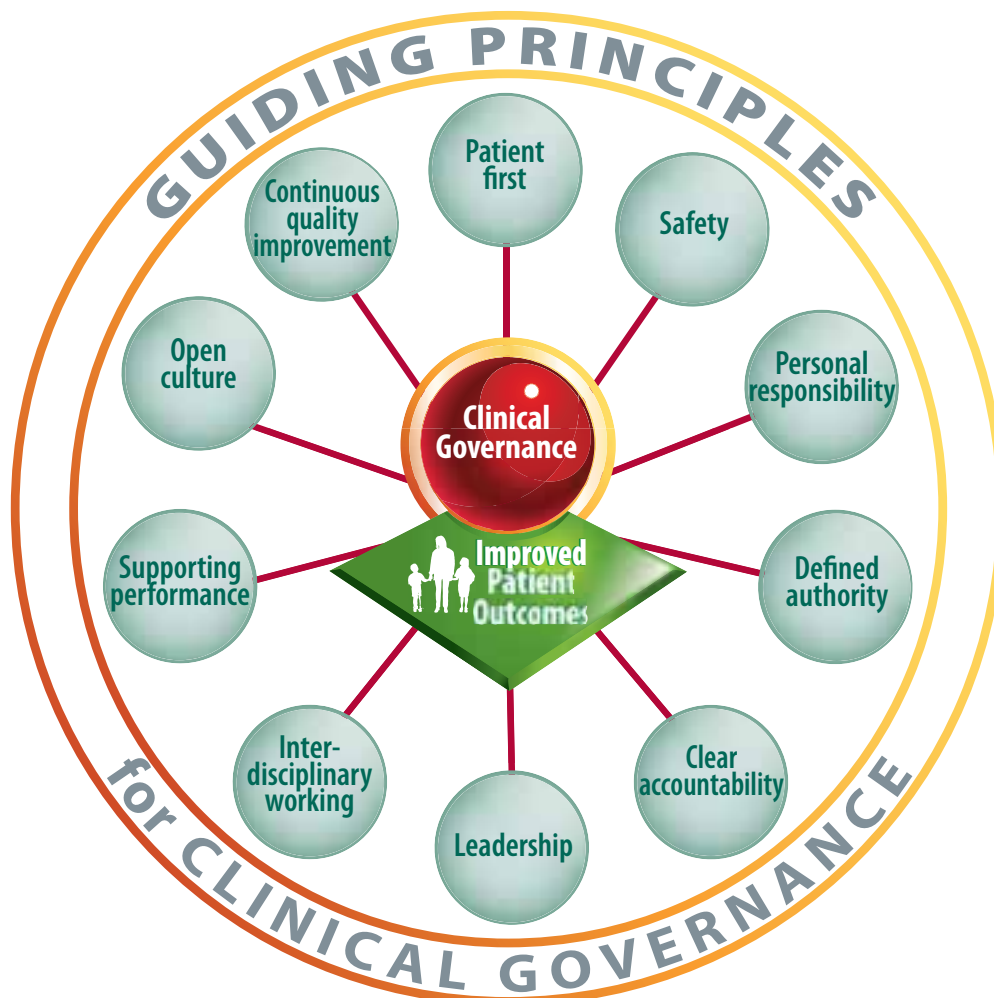 GUIDING PRINCIPLES
Patient
first
Safety
Personal
responsibility
Defined
authority
Clear
accountability
Leadership
Inter-
disciplinary
working
Supporting
performance
Open
culture
Continuous
quality
improvement
Clinical
Governance
Improved
Patient
Outcomes
for CLINICAL GOVERNANCE